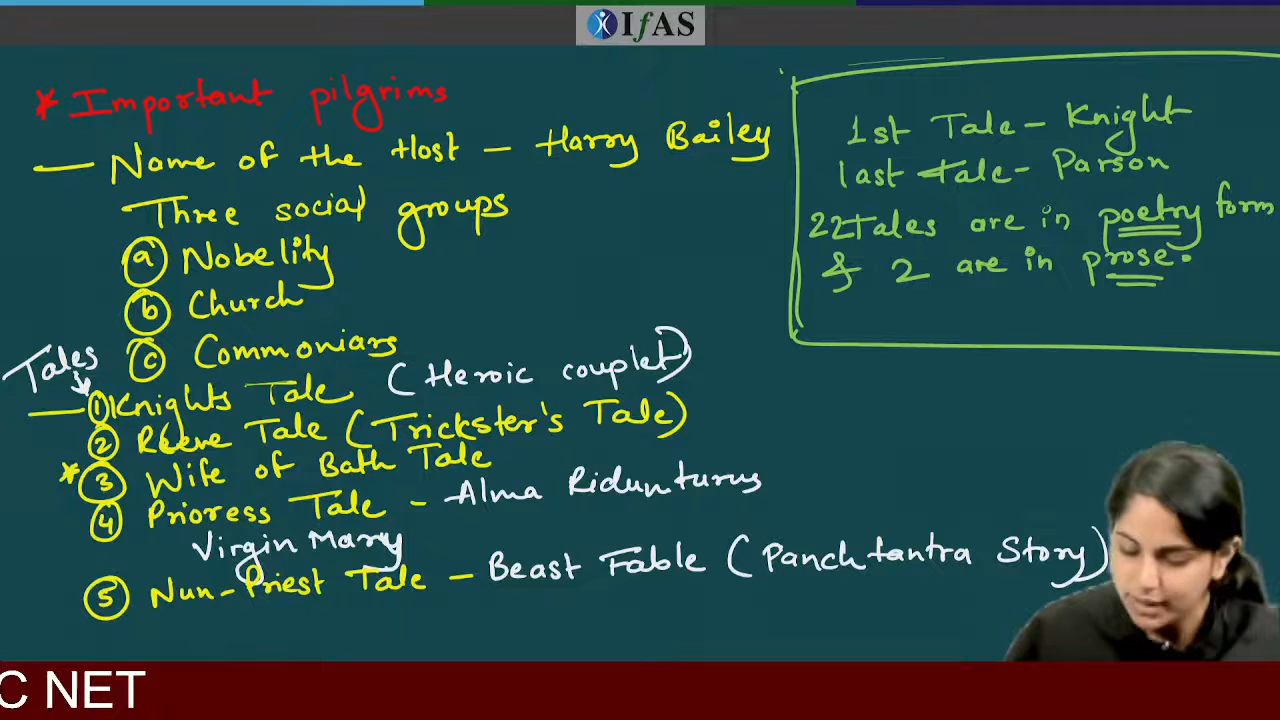 IfAS
* Important pilgrims
— Name of the Host – Harry Bailey
Three social groups
ⓐ Nobelity
ⓑ Church
ⓒ Commonians
Tales
① Knights Tale (Heroic couplet)
② Reeve Tale (Trickster's Tale)
* ③ Wife of Bath Tale
④ Prioress Tale - Alma Ridunturus
Virgin Mary
⑤ Nun-Priest Tale – Beast Fable (Panchtantra Story)
1st Tale – Knight
last Tale – Parson
22 Tales are in poetry form
& 2 are in prose.
C NET